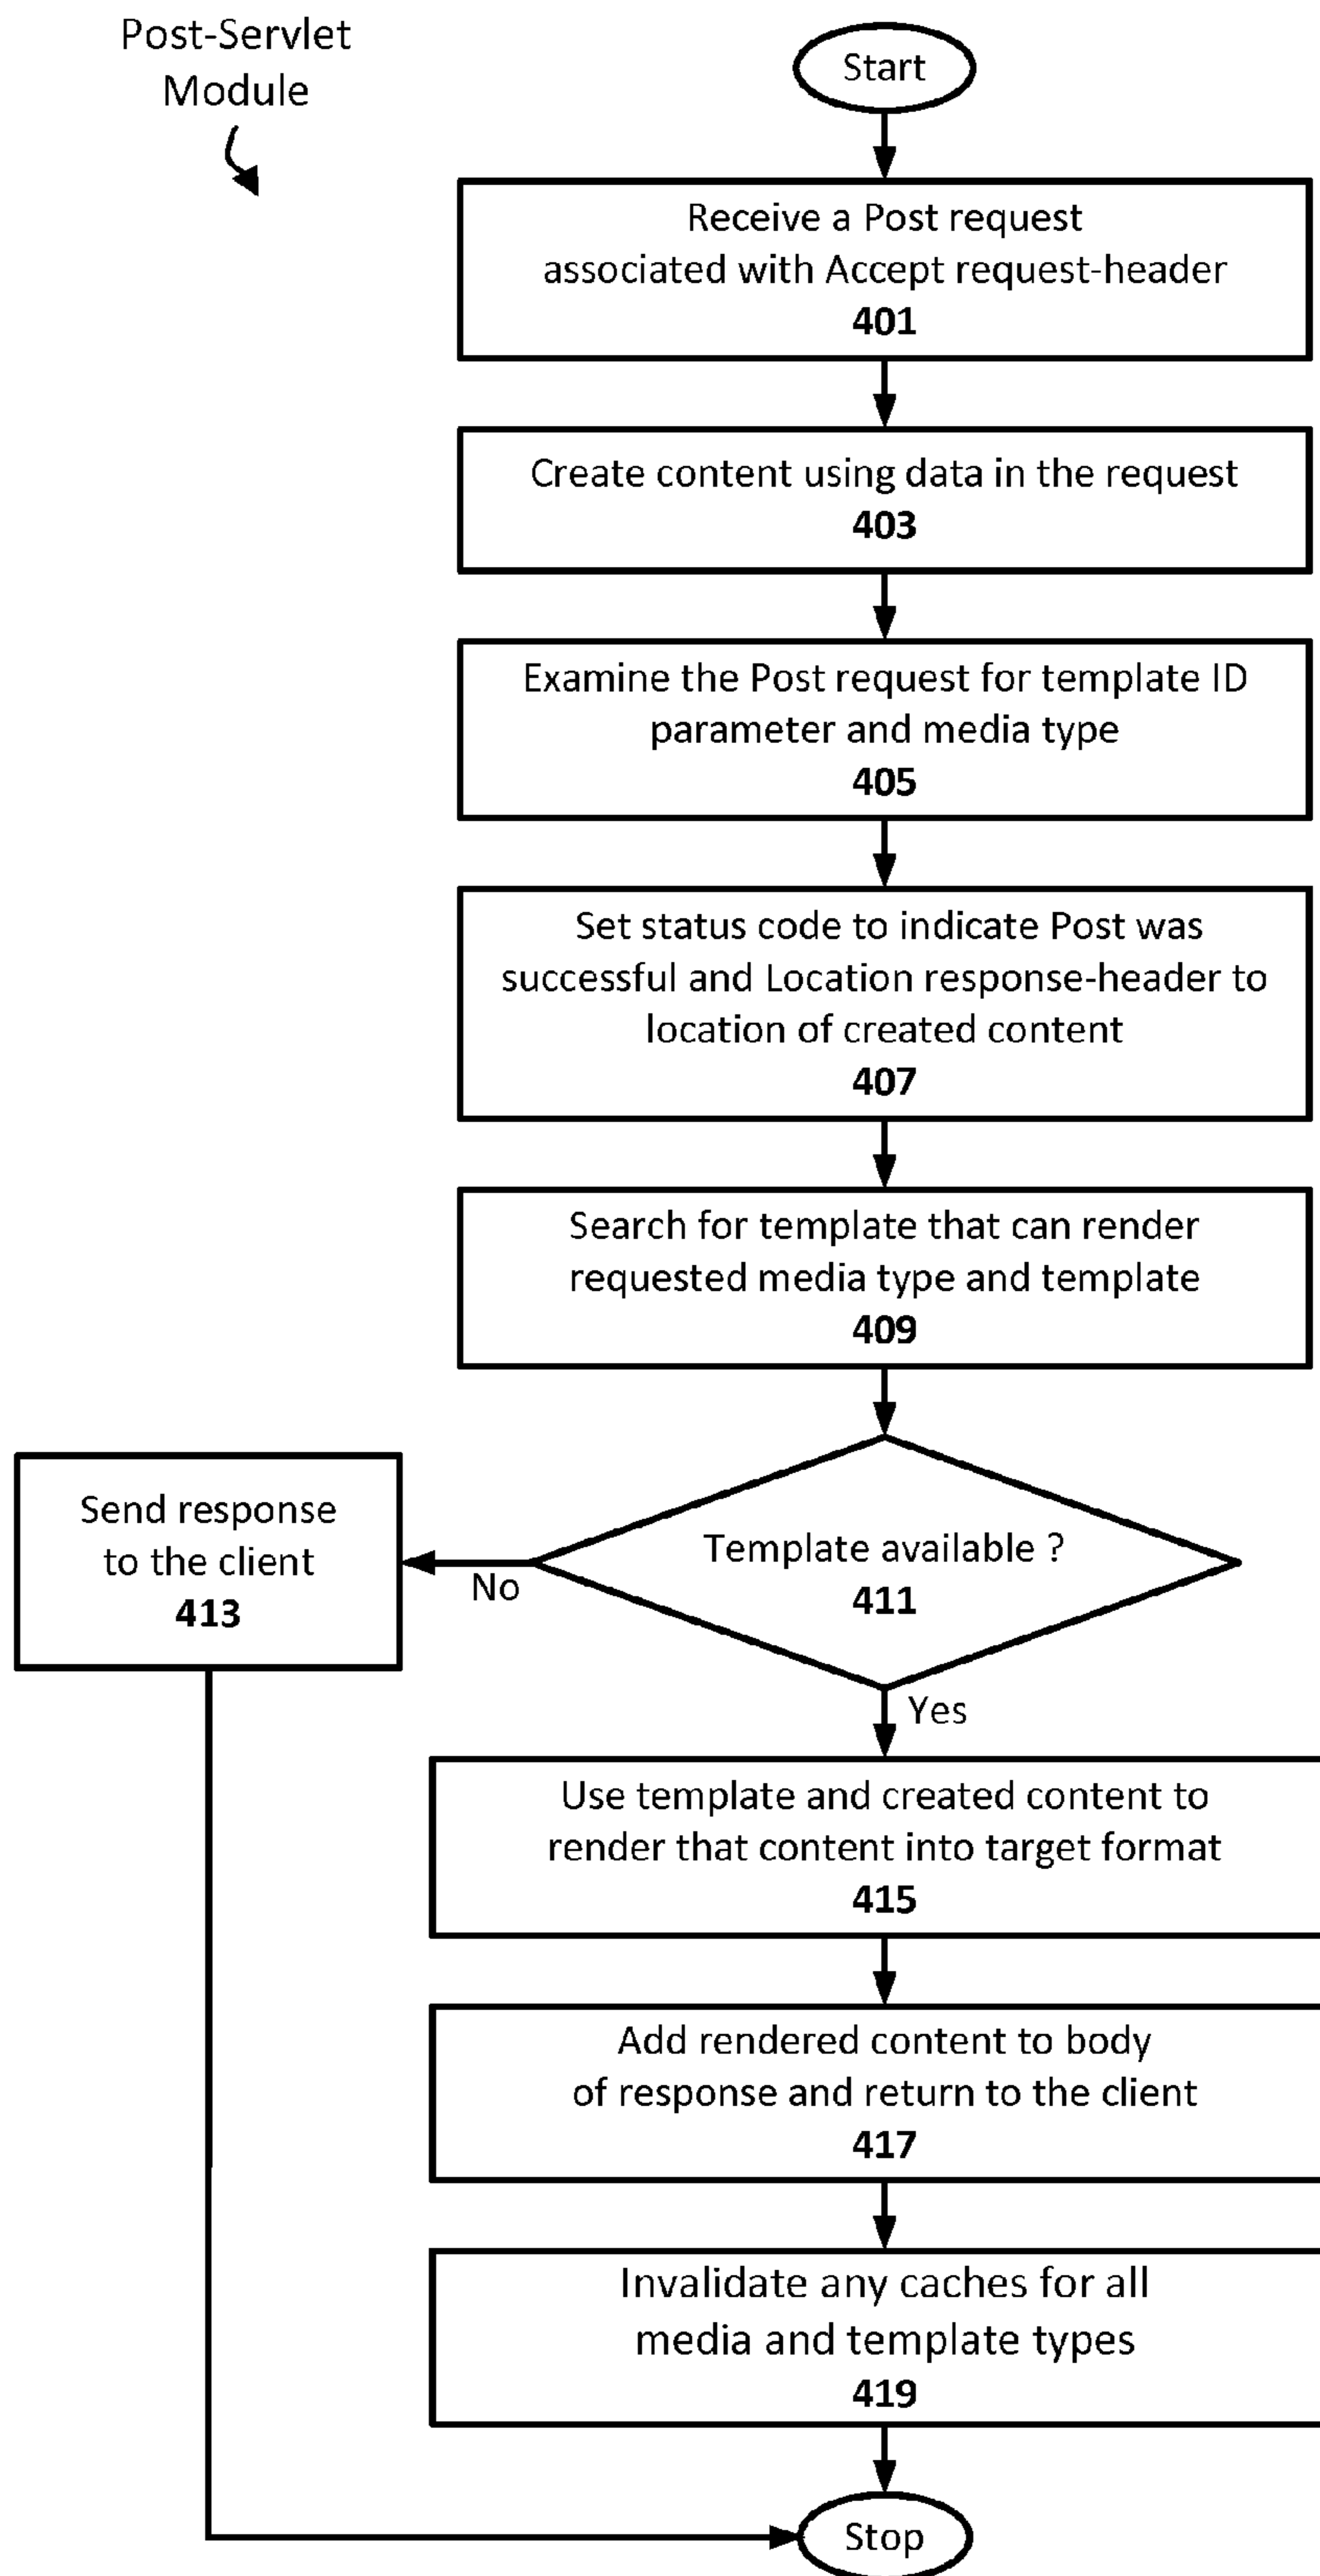 Post-Servlet
Module
Start
Receive a Post request
associated with Accept request-header
401
Create content using data in the request
403
Examine the Post request for template ID
parameter and media type
405
Set status code to indicate Post was
successful and Location response-header to
location of created content
407
Search for template that can render
requested media type and template
409
Template available ?
411
No
Send response
to the client
413
Yes
Use template and created content to
render that content into target format
415
Add rendered content to body
of response and return to the client
417
Invalidate any caches for all
media and template types
419
Stop